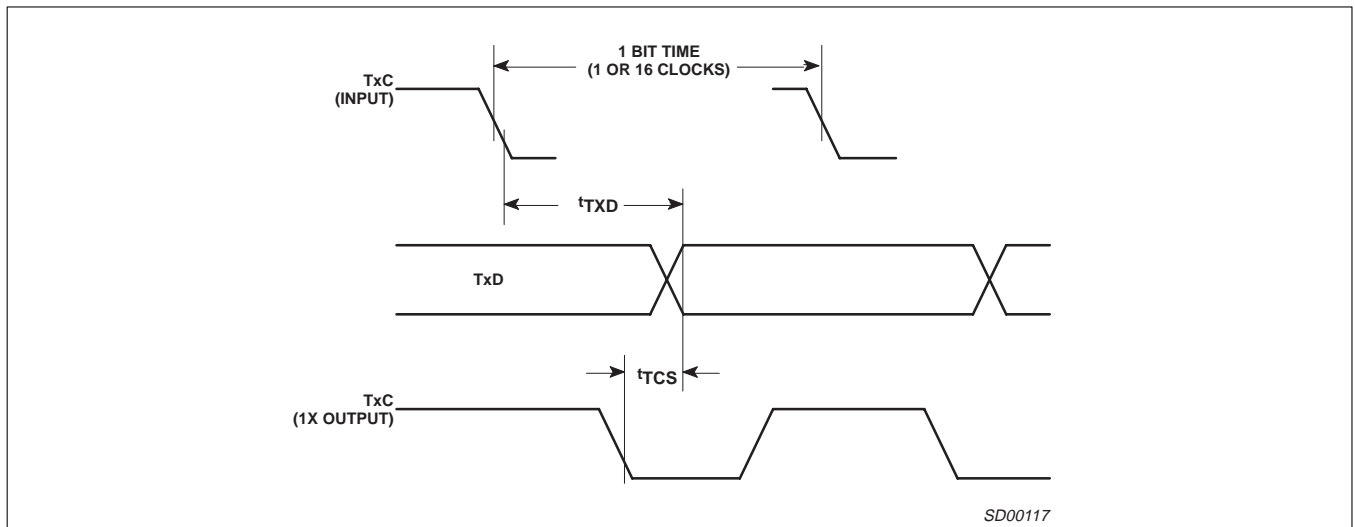 1 BIT TIME
(1 OR 16 CLOCKS)
TxC
(INPUT)
tTXD
TxD
tTCS
TxC
(1X OUTPUT)
SD00117